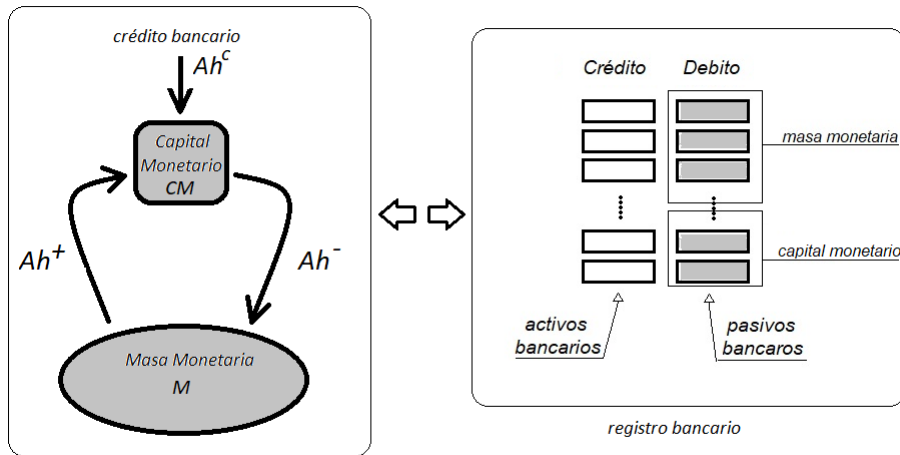 crédito bancario
Ah^c
Capital
Monetario
CM
Ah^+
Ah^-
Masa Monetaria
M
Crédito Debito
masa monetaria
capital monetario
activos
bancarios
pasivos
bancaros
registro bancario